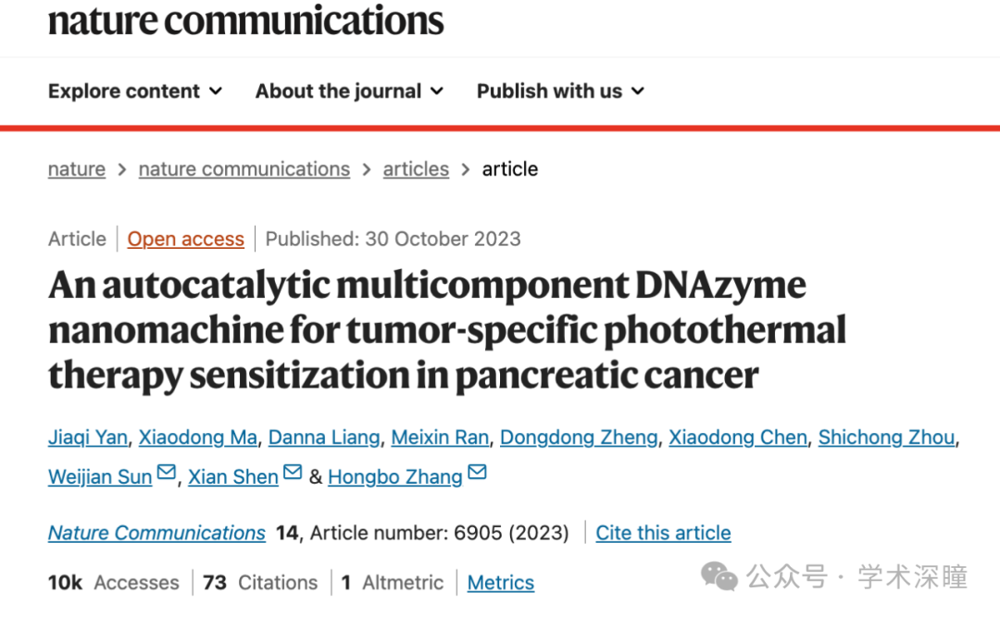 nature communications
Explore content About the journal Publish with us
nature > nature communications > articles > article
Article Open access Published: 30 October 2023
An autocatalytic multicomponent DNAzyme
nanomachine for tumor-specific photothermal
therapy sensitization in pancreatic cancer
Jiaqi Yan, Xiaodong Ma, Danna Liang, Meixin Ran, Dongdong Zheng, Xiaodong Chen, Shichong Zhou,
Weijian Sun, Xian Shen & Hongbo Zhang
Nature Communications 14, Article number: 6905 (2023) Cite this article
10k Accesses 73 Citations 1 Altmetric Metrics
公众号 · 学术深瞳